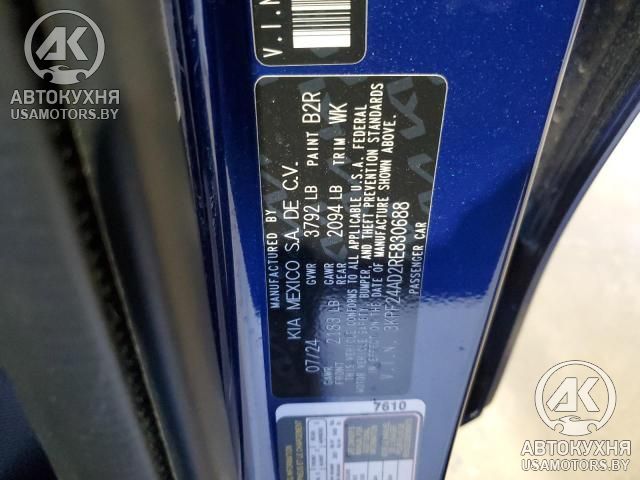 AK
АВТОКУХНЯ
USAMOTORS.BY
V.I.N
MANUFACTURED BY
KIA MEXICO S.A. DE C.V.
07/24 GVWR 3792 LB PAINT B2R
GAWR FRONT 2183 LB GAWR REAR 2094 LB TRIM WK
THIS VEHICLE CONFORMS TO ALL APPLICABLE U.S.A. FEDERAL
MOTOR VEHICLE SAFETY, BUMPER, AND THEFT PREVENTION STANDARDS
IN EFFECT ON THE DATE OF MANUFACTURE SHOWN ABOVE.
V.I.N. 3KPF24AD2RE830688
PASSENGER CAR
7610
AK
АВТОКУХНЯ
USAMOTORS.BY